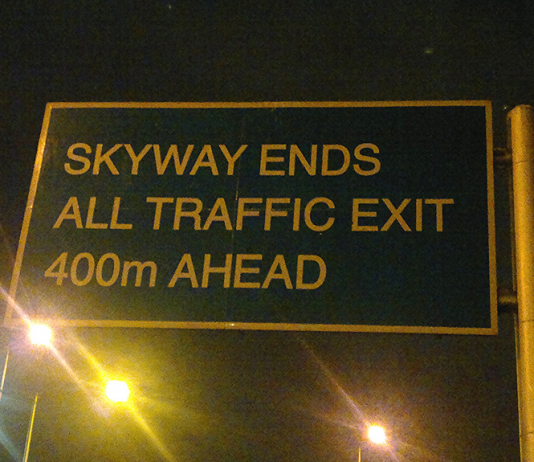 SKYWAY ENDS
ALL TRAFFIC EXIT
400m AHEAD